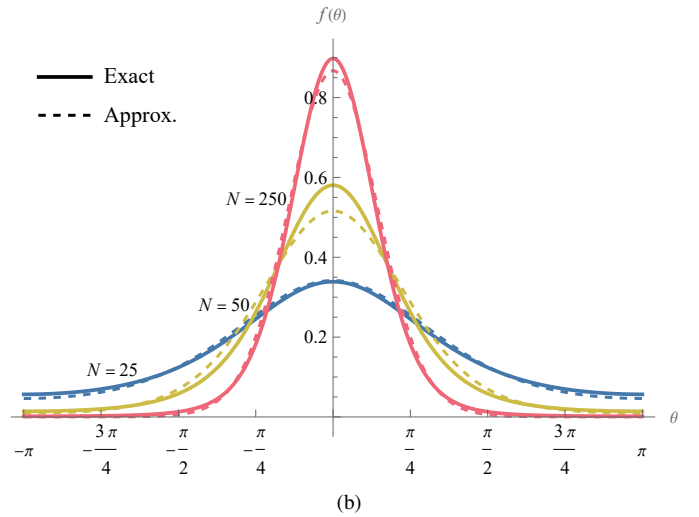 f(θ)
Exact
Approx.
0.8
0.6
N = 250
0.4
N = 50
0.2
N = 25
θ
−π
−3π/4
−π/2
−π/4
π/4
π/2
3π/4
π
(b)